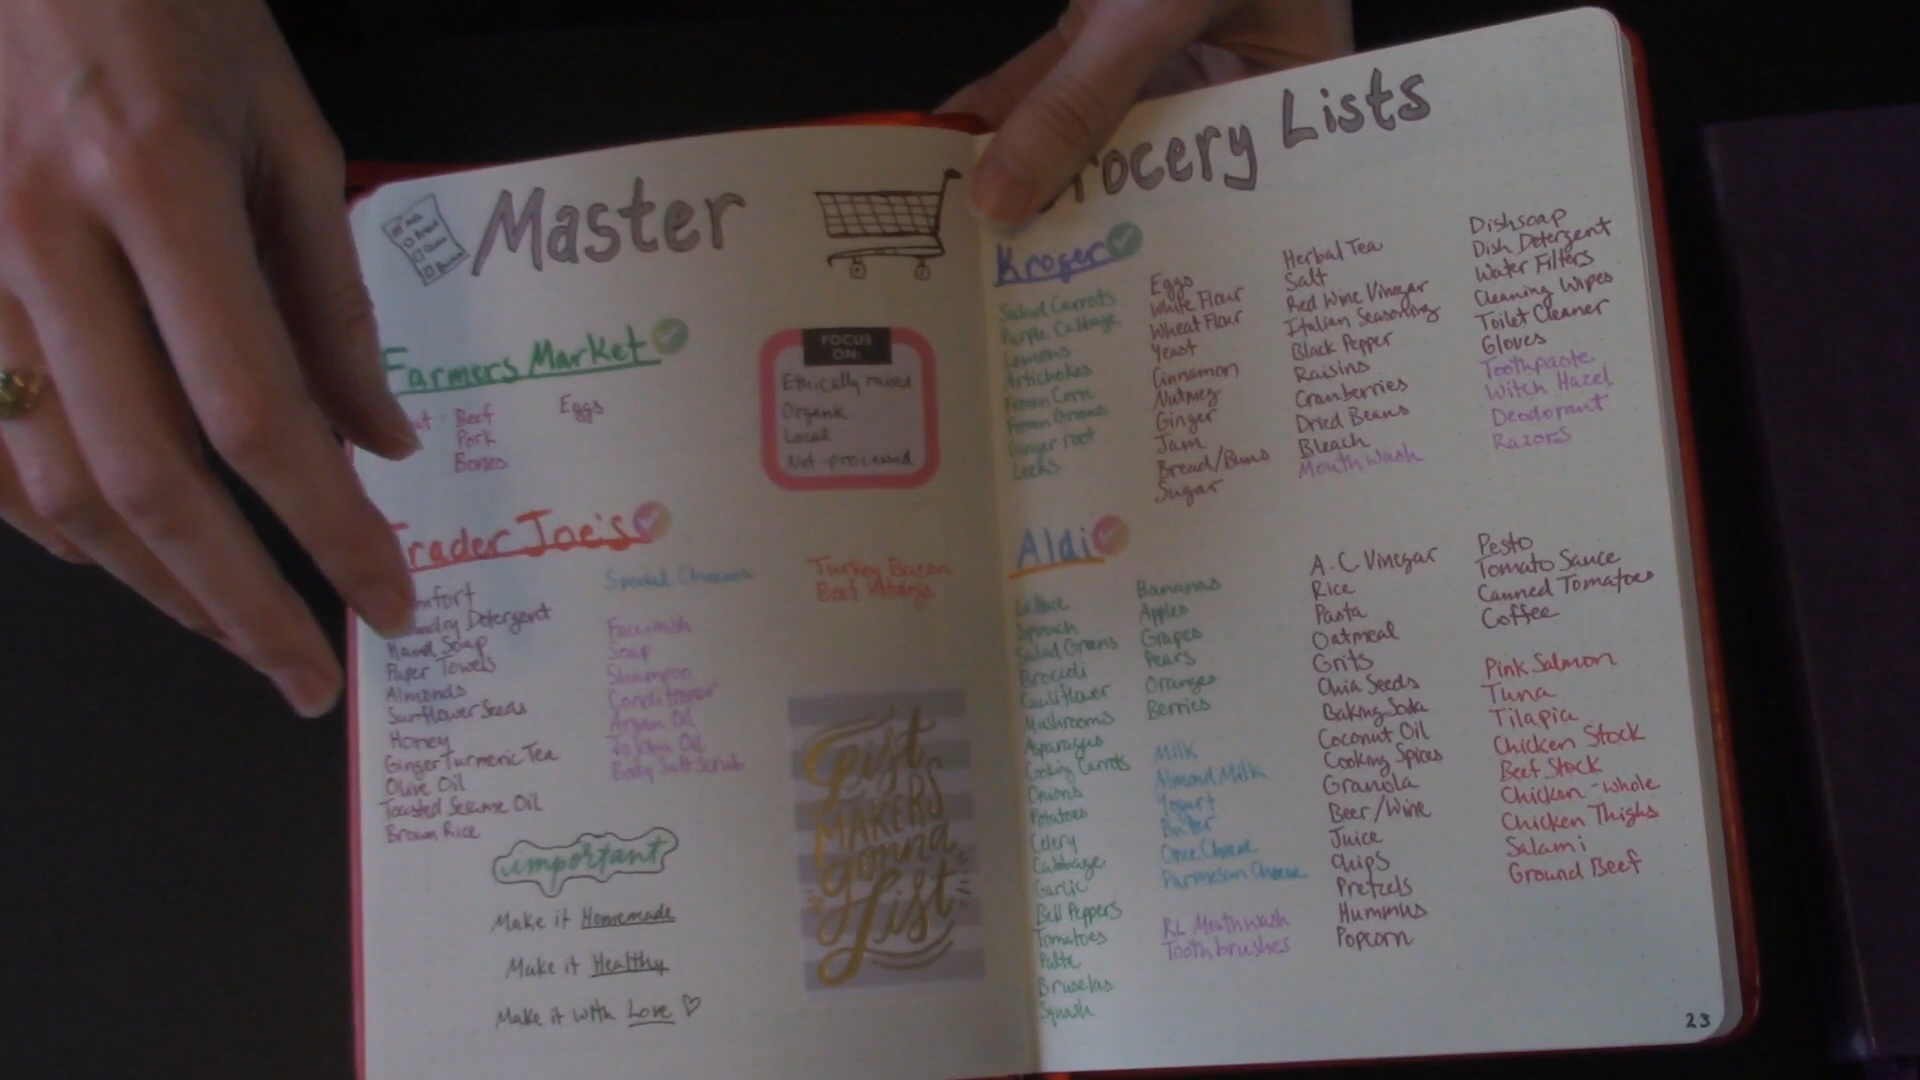 Master
Grocery Lists
Farmers Market
Beef
Pork
Bones
Eggs
FOCUS
ON:
Ethically raised
Organic
Local
Not-processed
Trader Joe's
Detergent
Hand Soap
Paper Towels
Almonds
Sunflower Seeds
Honey
Ginger Turmeric Tea
Olive Oil
Toasted Sesame Oil
Brown Rice
Special Cheeses
Facewash
Soap
Shampoo
Conditioner
Argan Oil
Jojoba Oil
Body Salt Scrub
Turkey Bacon
Beef
important
Make it Homemade
Make it Healthy
Make it with Love
LIST
MAKERS
gonna
List
Kroger
Salad Carrots
Purple Cabbage
Lemons
Artichokes
Frozen Corn
Frozen Greens
Ginger root
Leeks
Eggs
White Flour
Wheat Flour
Yeast
Cinnamon
Nutmeg
Ginger
Jam
Bread/Buns
Sugar
Herbal Tea
Salt
Red Wine Vinegar
Italian Seasoning
Black Pepper
Raisins
Cranberries
Dried Beans
Bleach
Mouthwash
Dishsoap
Dish Detergent
Water Filters
Cleaning Wipes
Toilet Cleaner
Gloves
Toothpaste
Witch Hazel
Deodorant
Razors
Aldi
Lettuce
Spinach
Salad Greens
Brocoli
Cauliflower
Mushrooms
Asparagus
Cooking Carrots
Onions
Potatoes
Celery
Cabbage
Garlic
Bell Peppers
Tomatoes
Squash
Bananas
Apples
Grapes
Pears
Oranges
Berries
Milk
Almond Milk
Yogurt
Butter
Cheese
Parmesan Cheese
RL Mouthwash
Toothbrushes
A.C Vinegar
Rice
Pasta
Oatmeal
Grits
Chia Seeds
Baking Soda
Coconut Oil
Cooking Spices
Granola
Beer/Wine
Juice
Chips
Pretzels
Hummus
Popcorn
Pesto
Tomato Sauce
Canned Tomatoes
Coffee
Pink Salmon
Tuna
Tilapia
Chicken Stock
Beef Stock
Chicken-whole
Chicken Thighs
Salami
Ground Beef
23